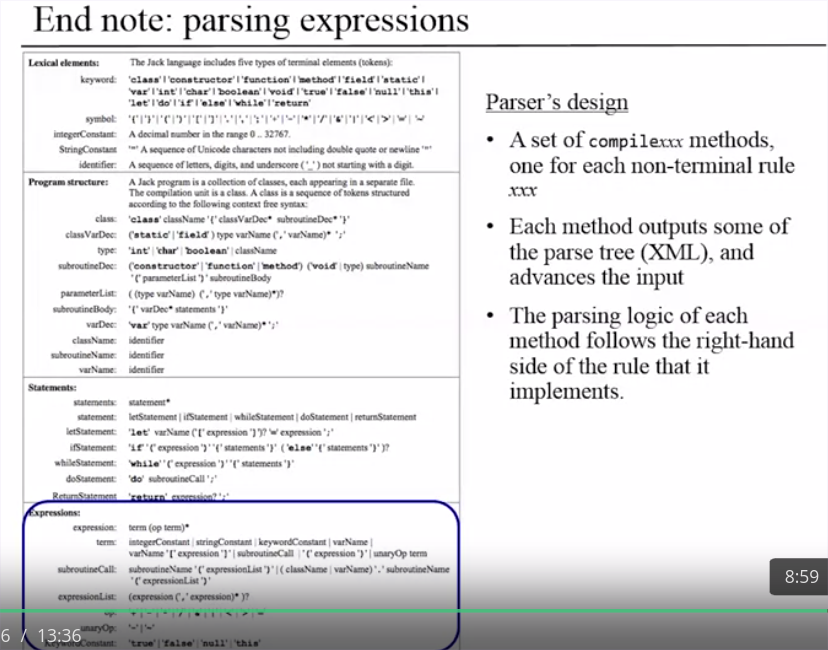 End note: parsing expressions
Lexical elements: The Jack language includes five types of terminal elements (tokens):
keyword: 'class'|'constructor'|'function'|'method'|'field'|'static'|
'var'|'int'|'char'|'boolean'|'void'|'true'|'false'|'null'|'this'|
'let'|'do'|'if'|'else'|'while'|'return'
symbol: '{'|'}'|'('|')'|'['|']'|'.'|','|';'|'+'|'-'|'*'|'/'|'&'|'|'|'<'|'>'|'='|'~'
integerConstant: A decimal number in the range 0 .. 32767.
StringConstant '"' A sequence of Unicode characters not including double quote or newline '"'
identifier: A sequence of letters, digits, and underscore ('_') not starting with a digit.
Program structure: A Jack program is a collection of classes, each appearing in a separate file.
The compilation unit is a class. A class is a sequence of tokens structured
according to the following context free syntax:
class: 'class' className '{' classVarDec* subroutineDec* '}'
classVarDec: ('static'|'field') type varName (',' varName)* ';'
type: 'int'|'char'|'boolean'|className
subroutineDec: ('constructor'|'function'|'method') ('void'|type) subroutineName
'(' parameterList ')' subroutineBody
parameterList: ((type varName) (',' type varName)*)?
subroutineBody: '{' varDec* statements '}'
varDec: 'var' type varName (',' varName)* ';'
className: identifier
subroutineName: identifier
varName: identifier
Statements:
statements: statement*
statement: letStatement | ifStatement | whileStatement | doStatement | returnStatement
letStatement: 'let' varName ('[' expression ']')? '=' expression ';'
ifStatement: 'if' '(' expression ')' '{' statements '}' ('else' '{' statements '}')?
whileStatement: 'while' '(' expression ')' '{' statements '}'
doStatement: 'do' subroutineCall ';'
ReturnStatement 'return' expression? ';'
Expressions:
expression: term (op term)*
term: integerConstant | stringConstant | keywordConstant | varName |
varName '[' expression ']' | subroutineCall | '(' expression ')' | unaryOp term
subroutineCall: subroutineName '(' expressionList ')' | (className | varName) '.' subroutineName
'(' expressionList ')'
expressionList: (expression (',' expression)* )?
op: '+'|'-'|'*'|'/'|'&'|'|'|'<'|'>'|'='
unaryOp: '-'|'~'
KeywordConstant: 'true'|'false'|'null'|'this'
Parser's design
• A set of compilexxx methods,
one for each non-terminal rule
xxx
• Each method outputs some of
the parse tree (XML), and
advances the input
• The parsing logic of each
method follows the right-hand
side of the rule that it
implements.
8:59
6 / 13:36